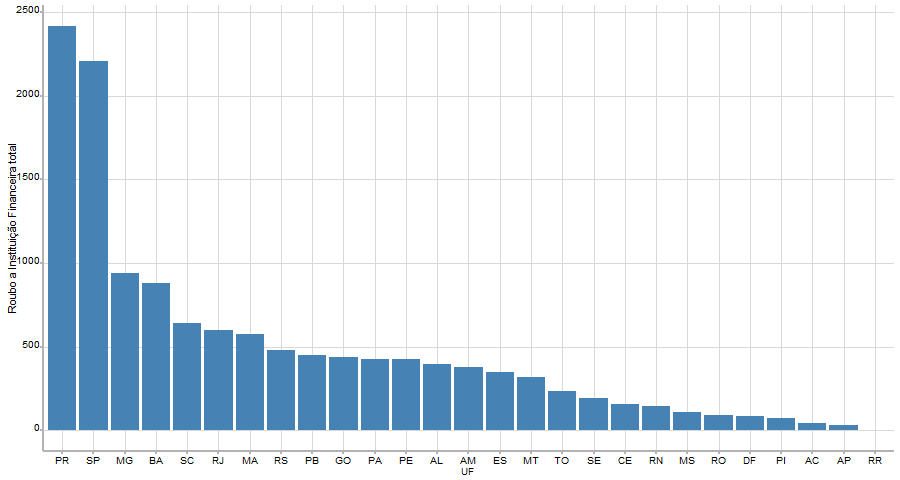 2500
2000
1500
1000
500
0
Roubo a Instituição Financeira total
PR SP MG BA SC RJ MA RS PB GO PA PE AL AM ES MT TO SE CE RN MS RO DF PI AC AP RR
UF